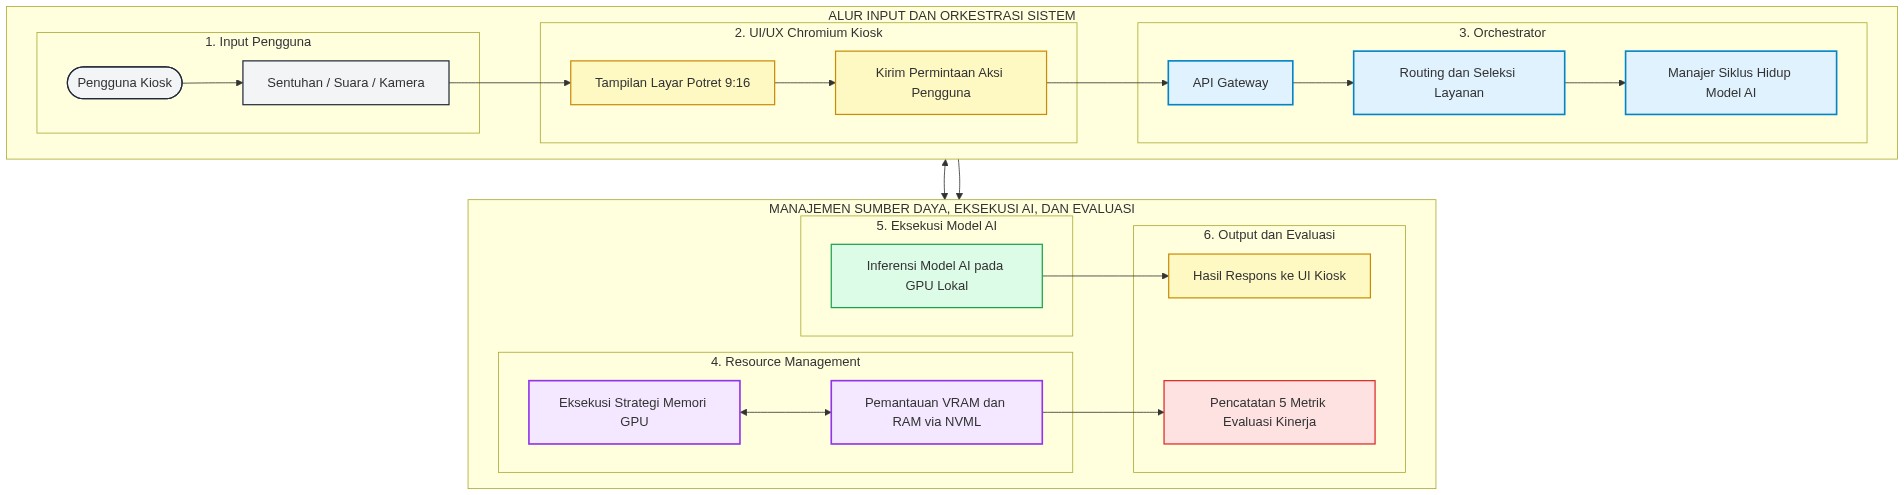 ALUR INPUT DAN ORKESTRASI SISTEM
1. Input Pengguna
Pengguna Kiosk
Sentuhan / Suara / Kamera
2. UI/UX Chromium Kiosk
Tampilan Layar Potret 9:16
Kirim Permintaan Aksi
Pengguna
3. Orchestrator
API Gateway
Routing dan Seleksi
Layanan
Manajer Siklus Hidup
Model AI
MANAJEMEN SUMBER DAYA, EKSEKUSI AI, DAN EVALUASI
5. Eksekusi Model AI
Inferensi Model AI pada
GPU Lokal
6. Output dan Evaluasi
Hasil Respons ke UI Kiosk
4. Resource Management
Eksekusi Strategi Memori
GPU
Pemantauan VRAM dan
RAM via NVML
Pencatatan 5 Metrik
Evaluasi Kinerja